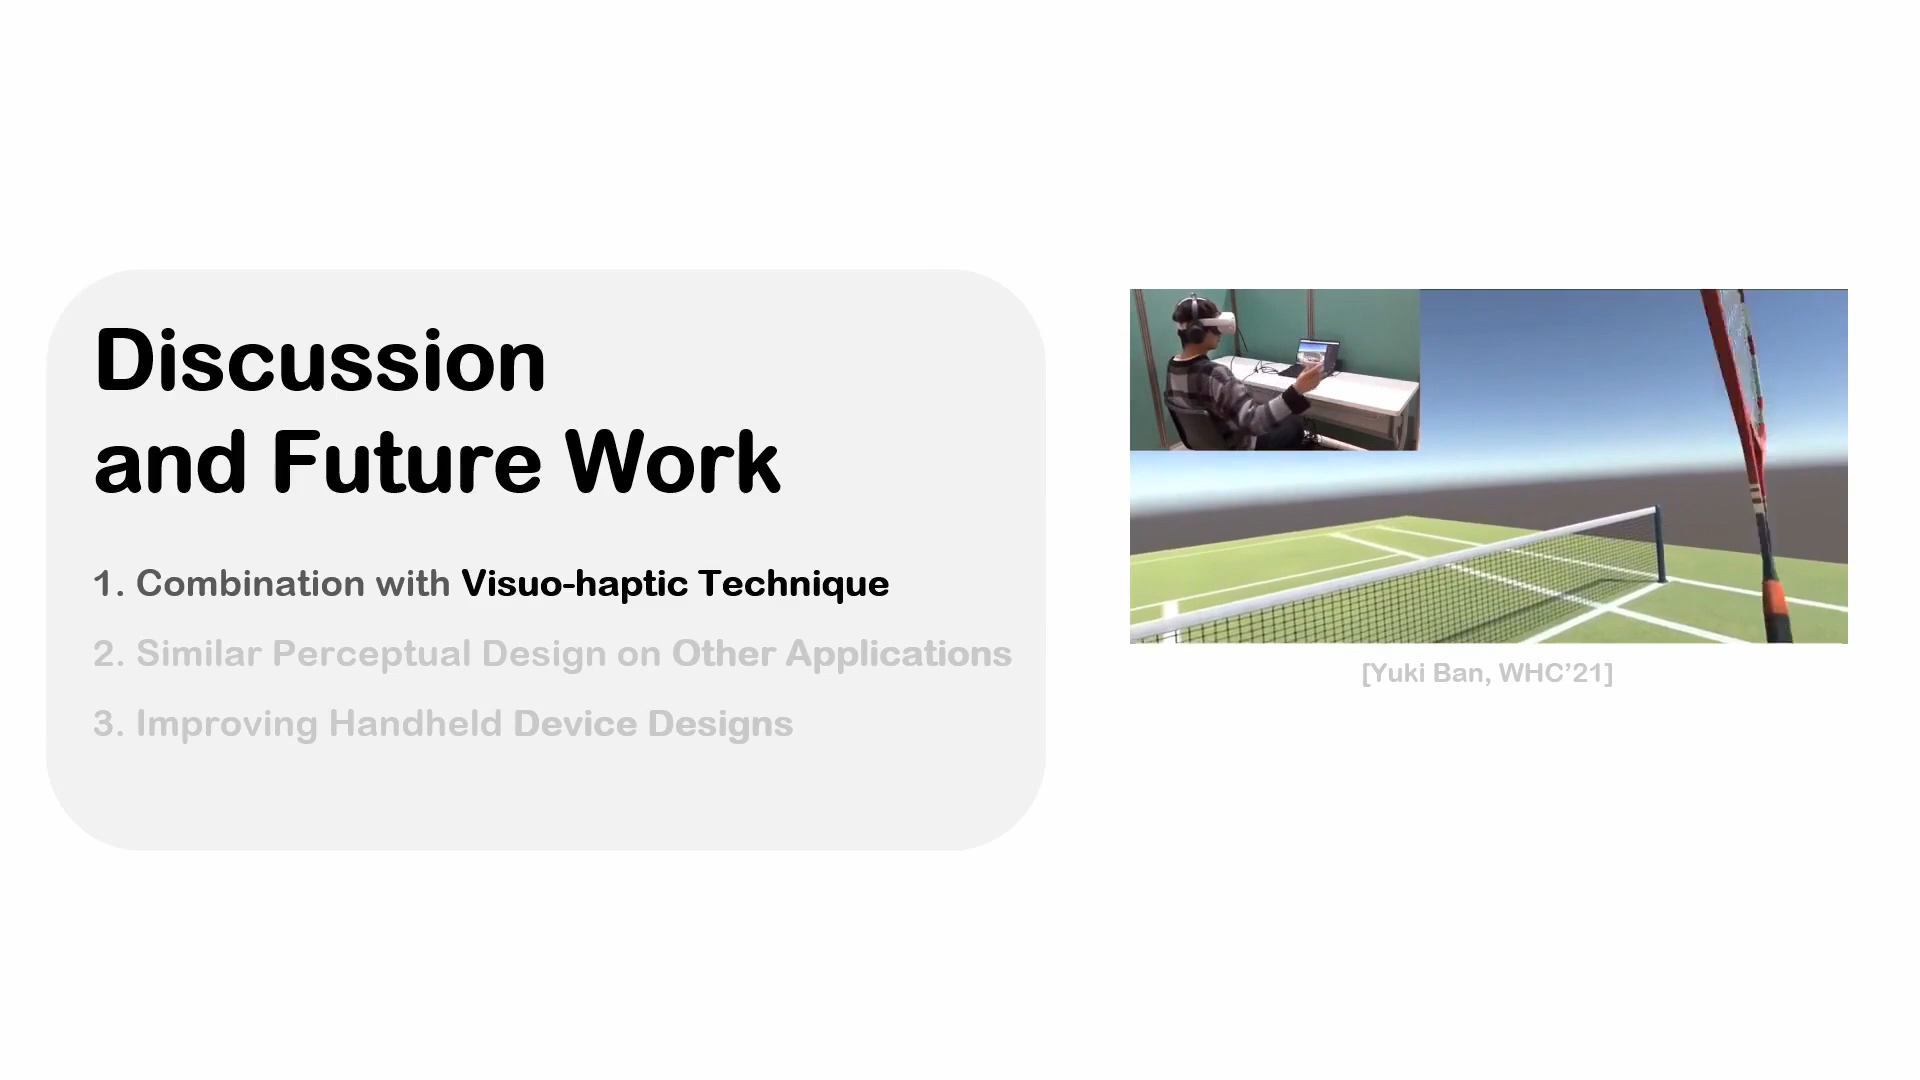 Discussion
and Future Work
1. Combination with Visuo-haptic Technique
2. Similar Perceptual Design on Other Applications
3. Improving Handheld Device Designs
[Yuki Ban, WHC’21]